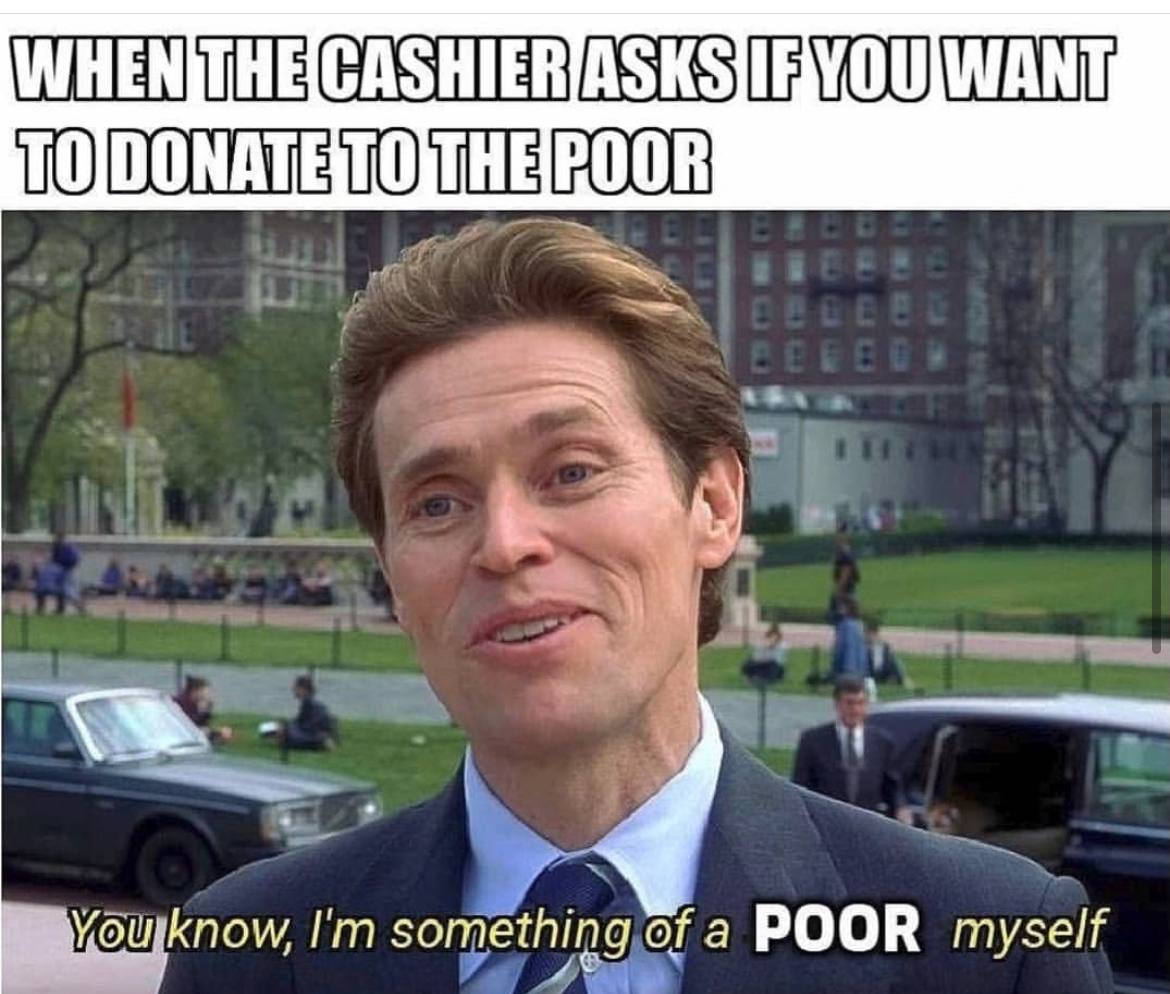 WHEN THE CASHIER ASKS IF YOU WANT
TO DONATE TO THE POOR
You know, I'm something of a POOR myself